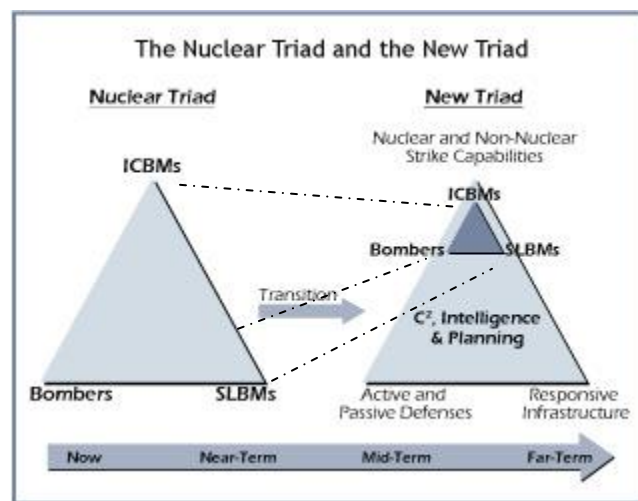 The Nuclear Triad and the New Triad
Nuclear Triad
New Triad
Nuclear and Non-Nuclear
Strike Capabilities
ICBMs
ICBMs
Bombers
SLBMs
Transition
C², Intelligence
& Planning
Bombers
SLBMs
Active and
Passive Defenses
Responsive
Infrastructure
Now
Near-Term
Mid-Term
Far-Term